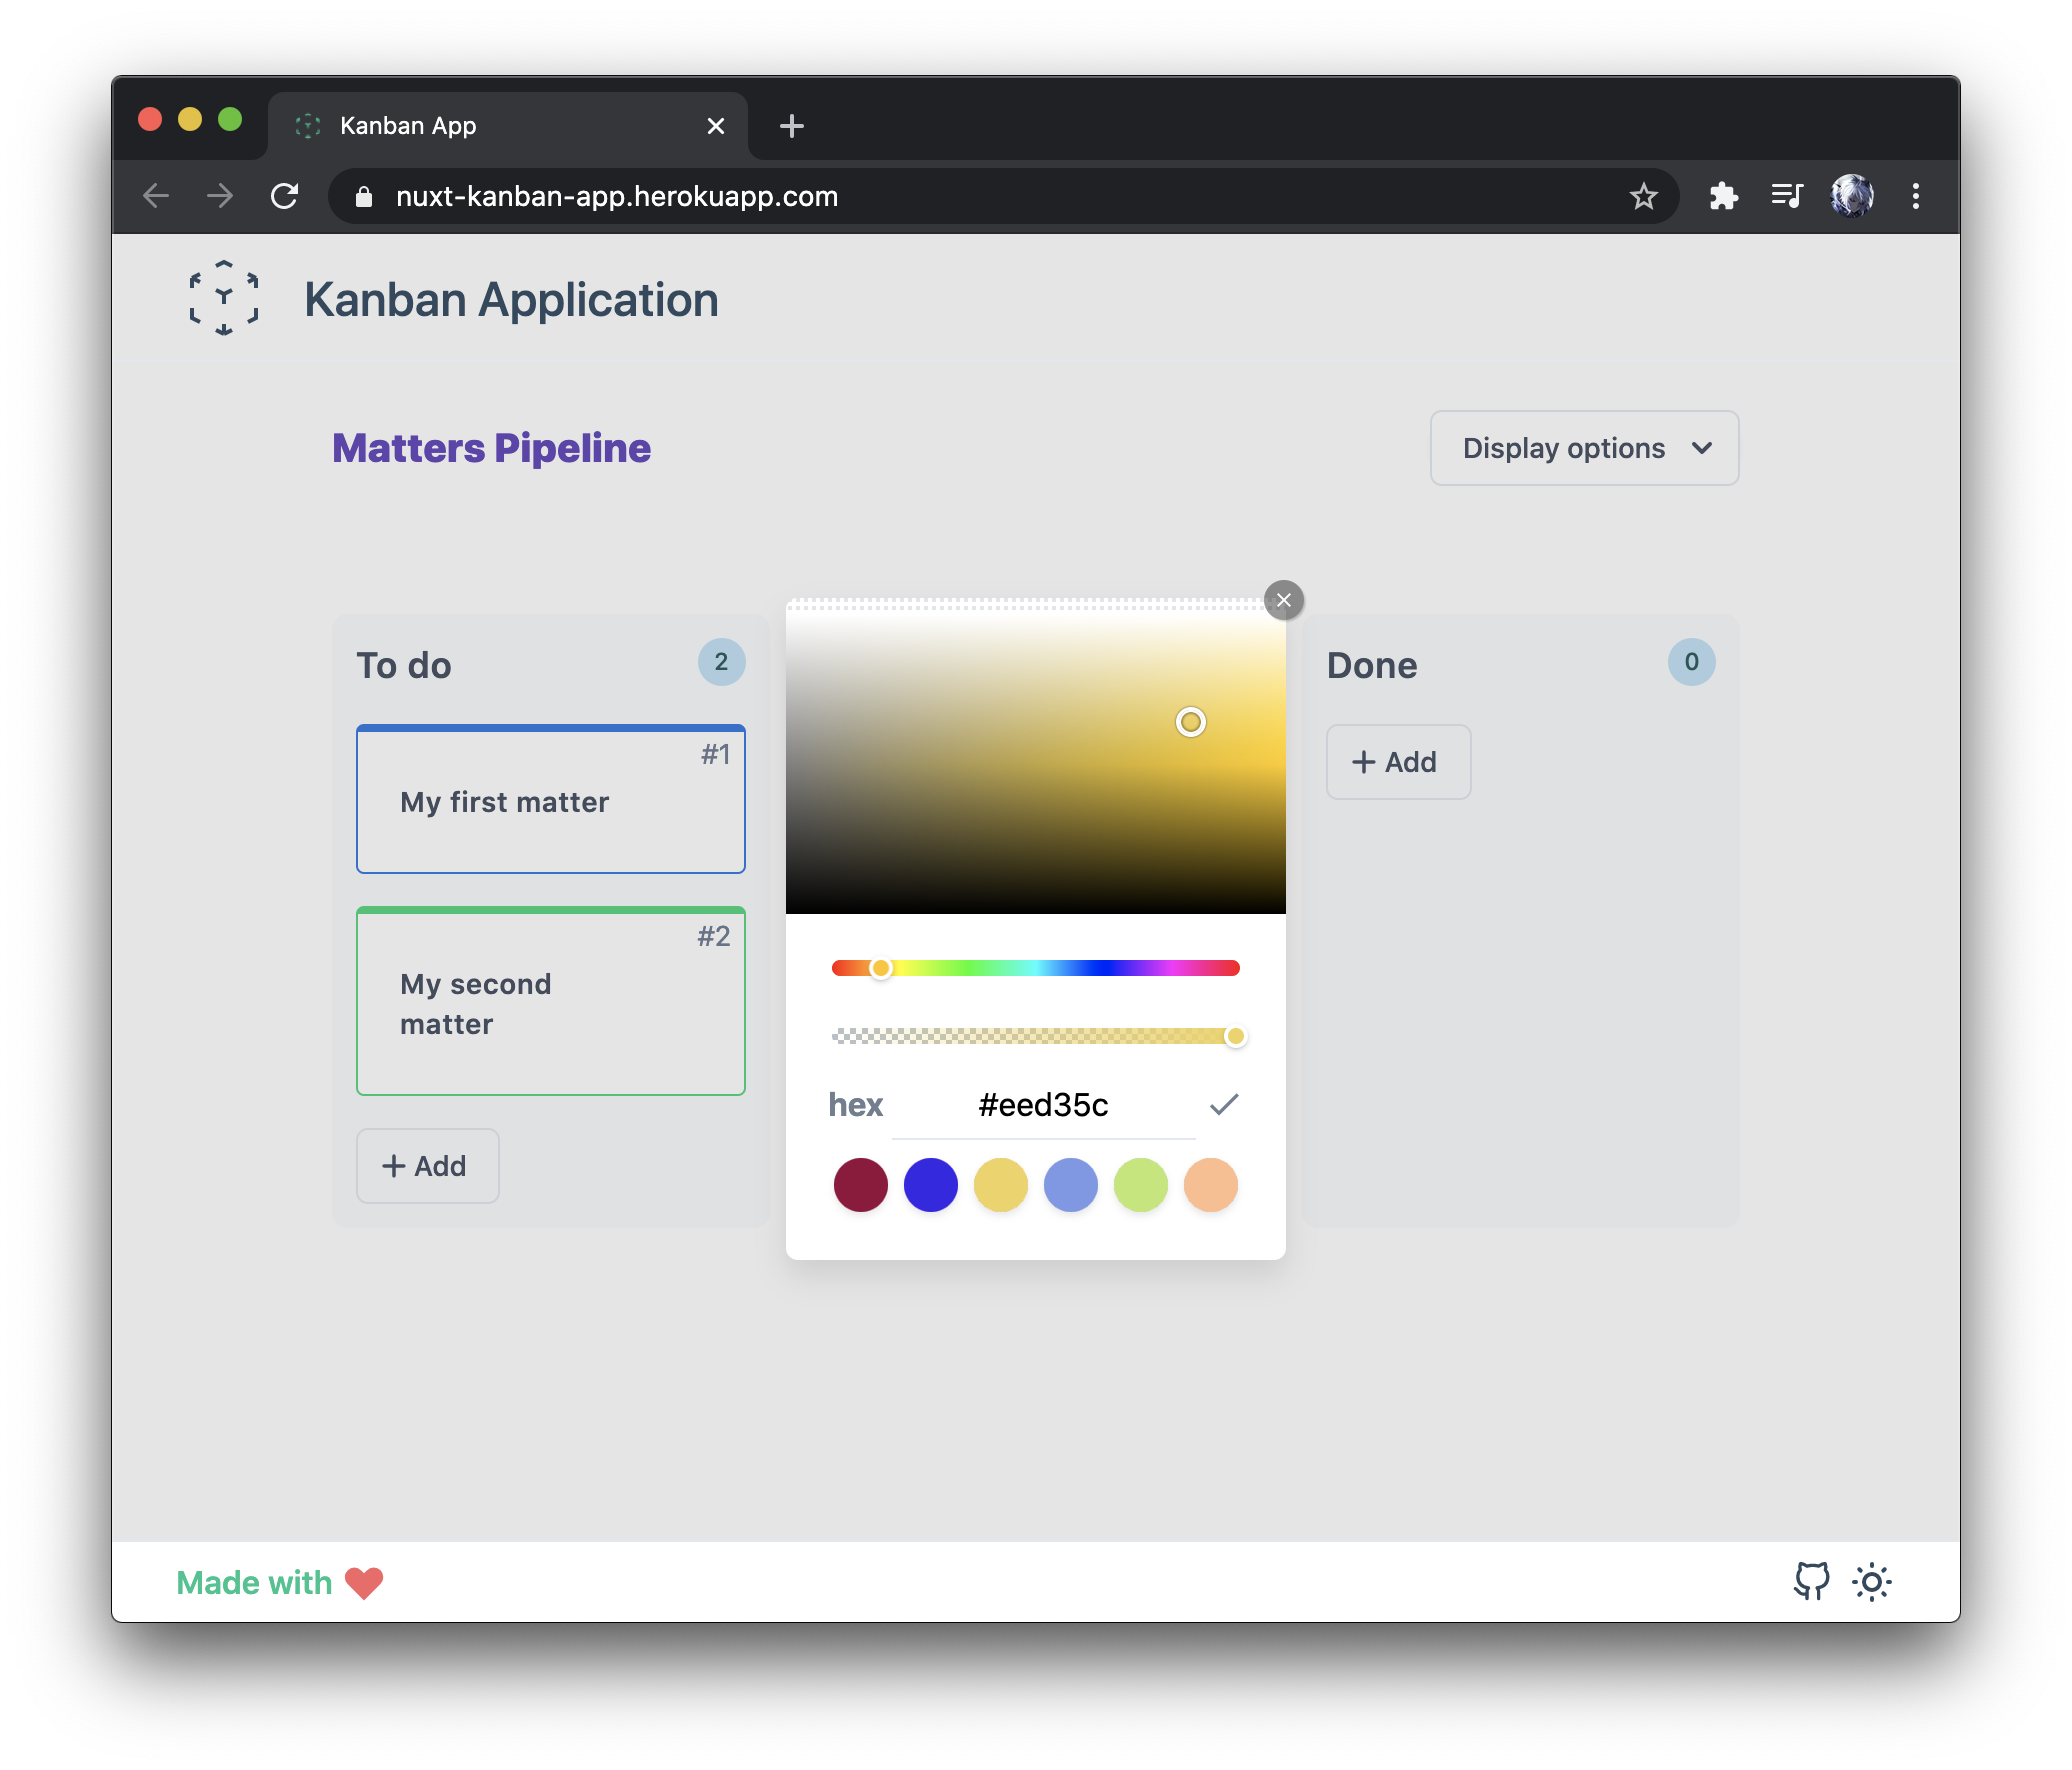 Kanban App
nuxt-kanban-app.herokuapp.com
Kanban Application
Matters Pipeline
Display options
To do
2
#1
My first matter
#2
My second
matter
+ Add
hex
#eed35c
Done
0
+ Add
Made with